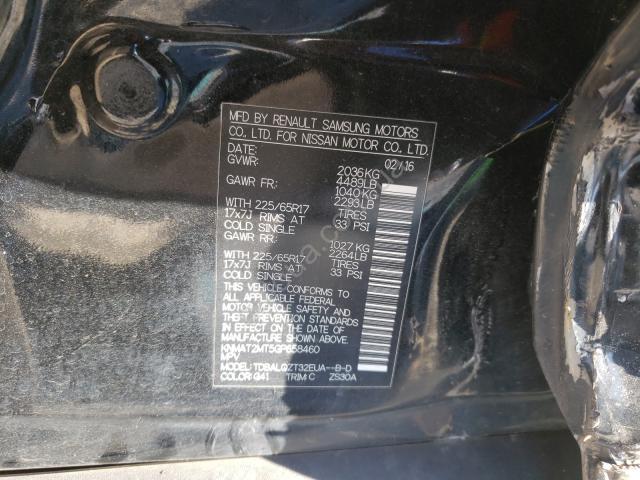 MFD BY RENAULT SAMSUNG MOTORS
CO., LTD. FOR NISSAN MOTOR CO., LTD.
DATE: 02/16
GVWR: 2036KG
4489LB
GAWR FR: 1040KG
2293LB
WITH 225/65R17 TIRES
17x7J RIMS AT 33 PSI
COLD SINGLE
GAWR RR: 1027KG
2264LB
WITH 225/65R17 TIRES
17x7J RIMS AT 33 PSI
COLD SINGLE
THIS VEHICLE CONFORMS TO
ALL APPLICABLE FEDERAL
MOTOR VEHICLE SAFETY AND
THEFT PREVENTION STANDARDS
IN EFFECT ON THE DATE OF
MANUFACTURE SHOWN ABOVE.
KNMAT2MT5GP658460
MPV
MODEL: TDBALQZT32EUA--B-D
COLOR: G41 TRIM: C ZS30A